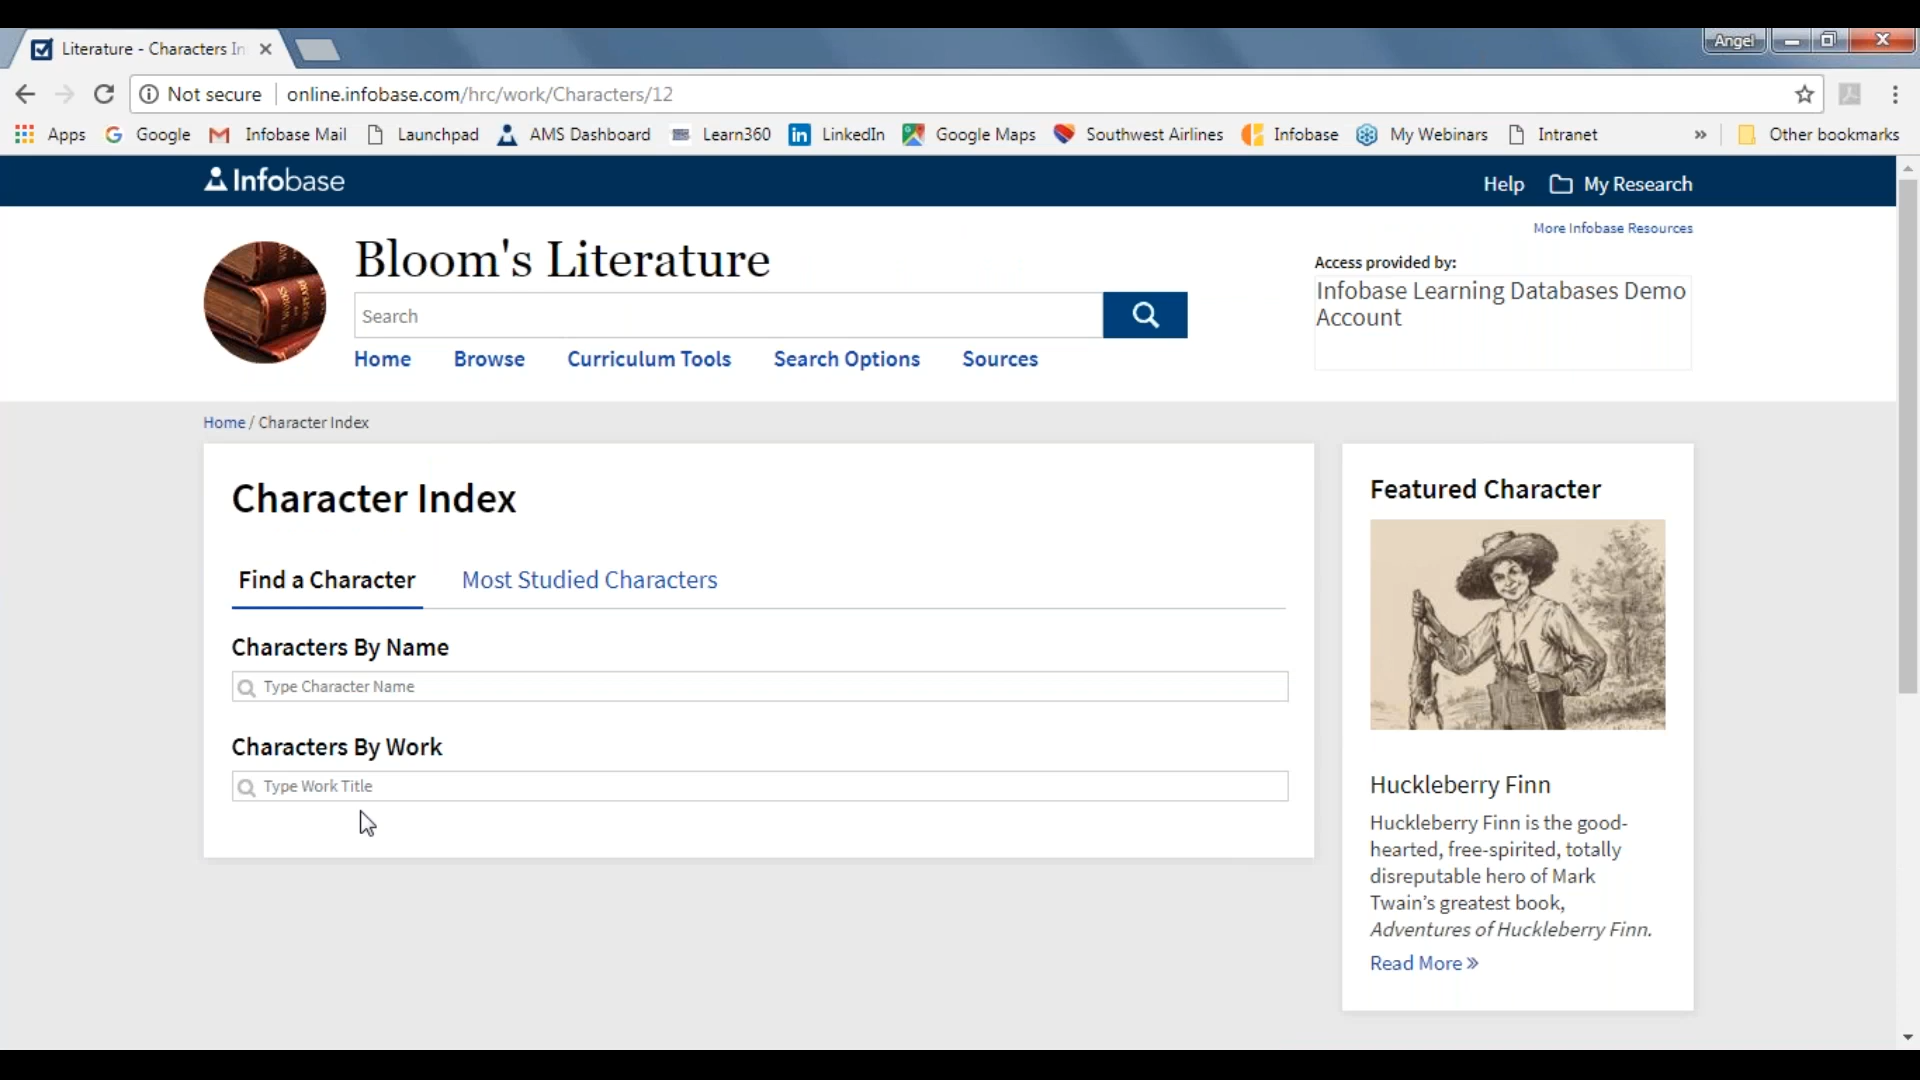 Literature - Characters In
Angel
Not secure
online.infobase.com/hrc/work/Characters/12
Apps
Google
Infobase Mail
Launchpad
AMS Dashboard
Learn360
LinkedIn
Google Maps
Southwest Airlines
Infobase
My Webinars
Intranet
»
Other bookmarks
Infobase
Help
My Research
More Infobase Resources
Bloom's Literature
Access provided by:
Infobase Learning Databases Demo
Account
Search
Home
Browse
Curriculum Tools
Search Options
Sources
Home / Character Index
Character Index
Find a Character
Most Studied Characters
Characters By Name
Type Character Name
Characters By Work
Type Work Title
Featured Character
Huckleberry Finn
Huckleberry Finn is the good-
hearted, free-spirited, totally
disreputable hero of Mark
Twain’s greatest book,
Adventures of Huckleberry Finn.
Read More »